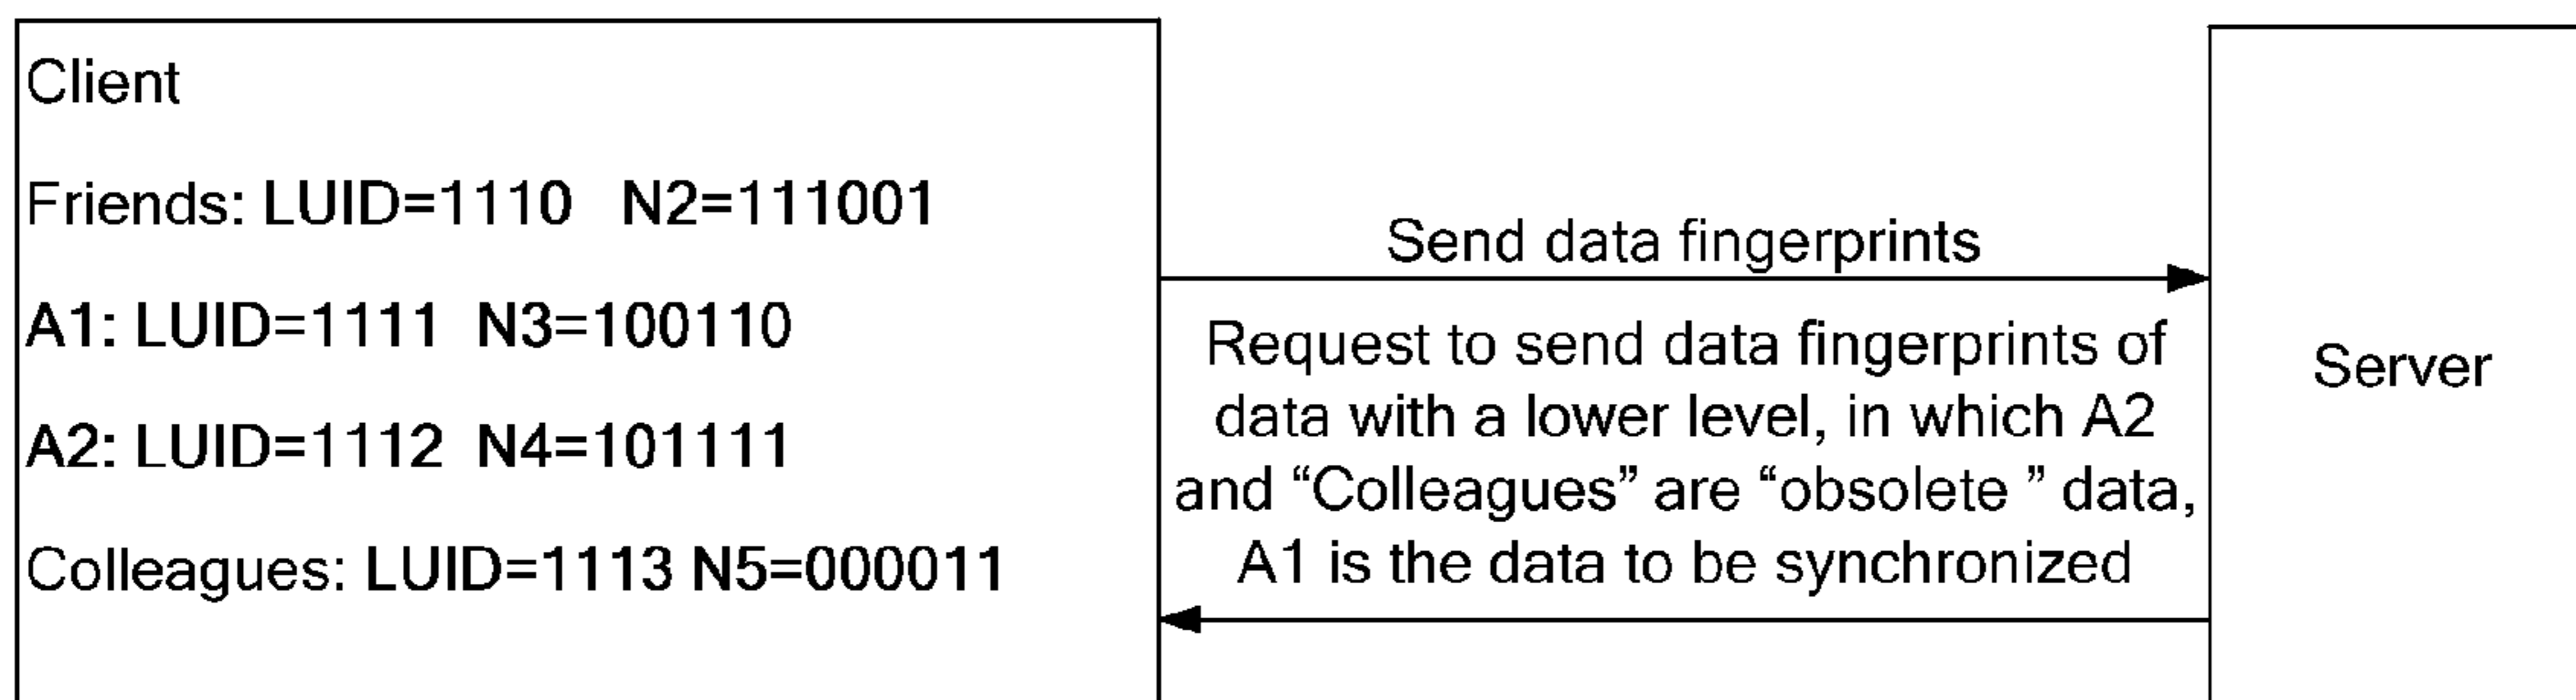 Client
Friends: LUID=1110 N2=111001
A1: LUID=1111 N3=100110
A2: LUID=1112 N4=101111
Colleagues: LUID=1113 N5=000011
Send data fingerprints
Request to send data fingerprints of
data with a lower level, in which A2
and “Colleagues” are “obsolete ” data,
A1 is the data to be synchronized
Server